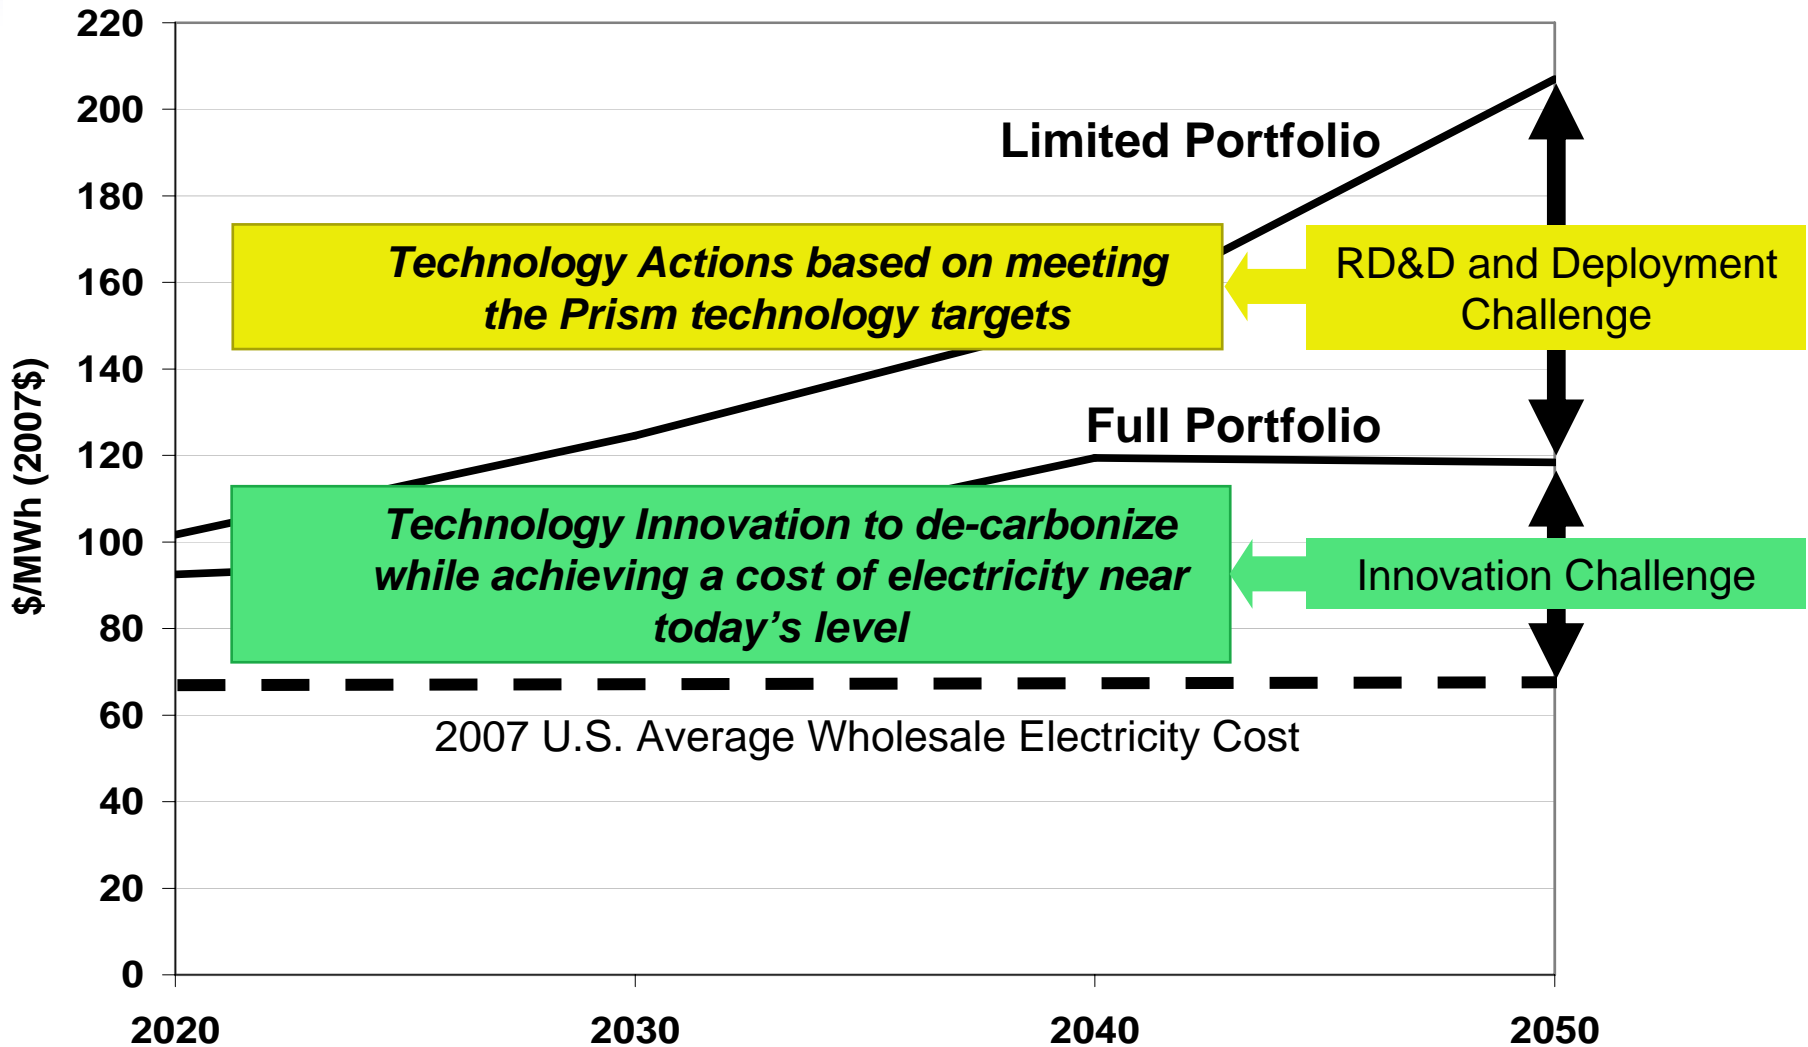 220
200
180
160
140
120
100
80
60
40
20
0
$/MWh (2007$)
Limited Portfolio
Technology Actions based on meeting
the Prism technology targets
RD&D and Deployment
Challenge
Full Portfolio
Technology Innovation to de-carbonize
while achieving a cost of electricity near
today’s level
Innovation Challenge
2007 U.S. Average Wholesale Electricity Cost
2020 2030 2040 2050